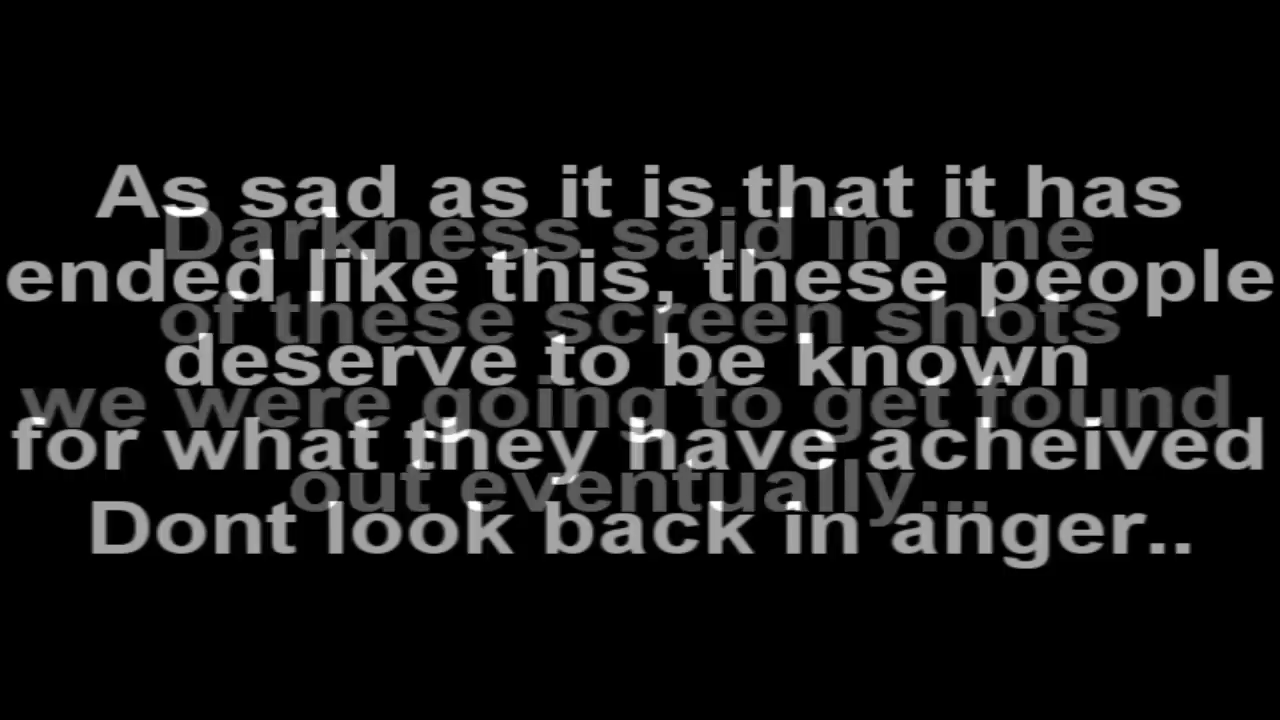 As sad as it is that it has
ended like this, these people
deserve to be known
for what they have acheived
Dont look back in anger..
Darkness said in one
of these screen shots
we were going to get found
out eventually...